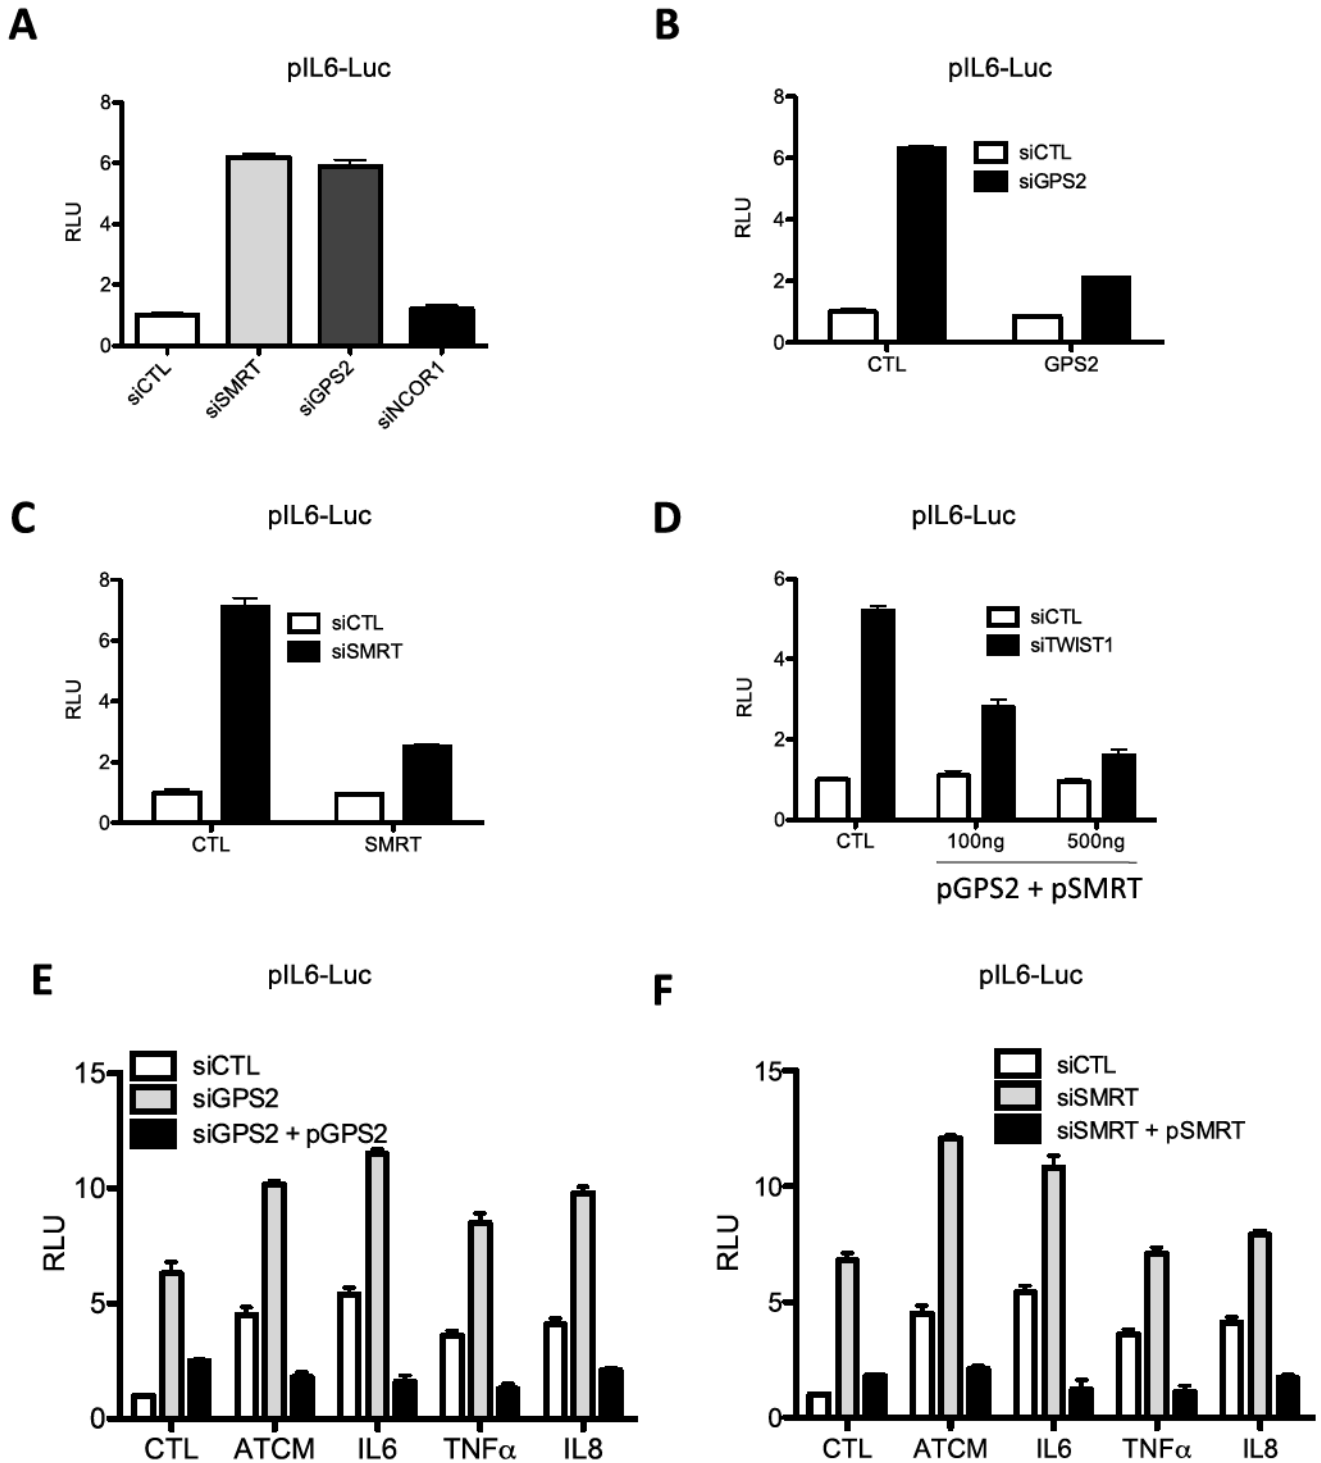 A
pIL6-Luc
8
6
4
2
0
RLU
siCTL
siSMRT
siGPS2
siNCOR1
B
pIL6-Luc
8
6
4
2
0
RLU
siCTL
siGPS2
CTL
GPS2
C
pIL6-Luc
8
6
4
2
0
RLU
siCTL
siSMRT
CTL
SMRT
D
pIL6-Luc
6
4
2
0
RLU
siCTL
siTWIST1
CTL
100ng
500ng
pGPS2 + pSMRT
E
pIL6-Luc
15
10
5
0
RLU
siCTL
siGPS2
siGPS2 + pGPS2
CTL
ATCM
IL6
TNFα
IL8
F
pIL6-Luc
15
10
5
0
RLU
siCTL
siSMRT
siSMRT + pSMRT
CTL
ATCM
IL6
TNFα
IL8